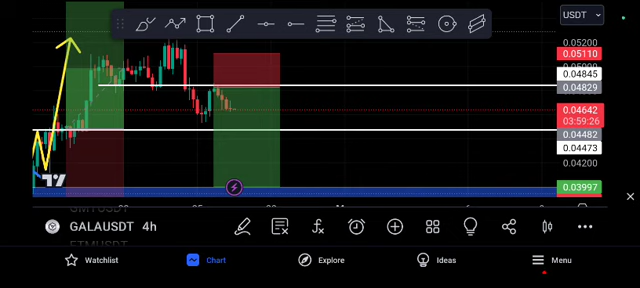 USDT
0.05200
0.05110
0.05000
0.04845
0.04829
0.04642
03:59:26
0.04482
0.04473
0.04200
0.03997
GALAUSDT 4h
Watchlist
Chart
Explore
Ideas
Menu